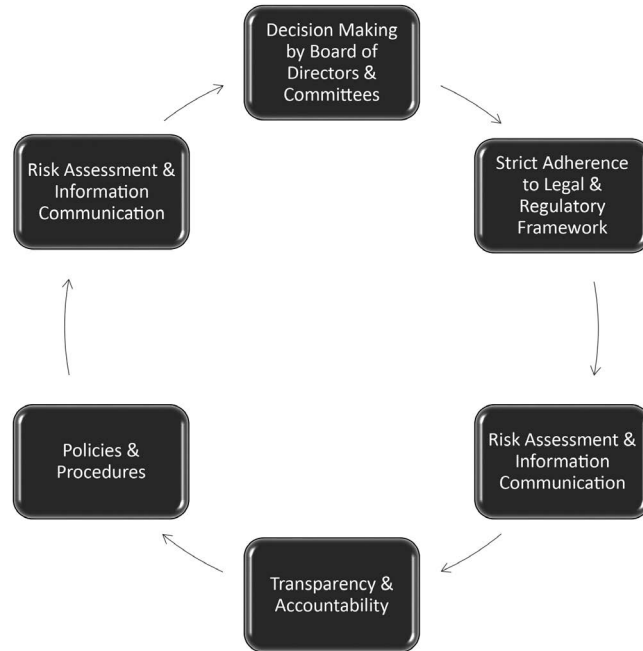 Decision Making
by Board of
Directors &
Committees
Strict Adherence
to Legal &
Regulatory
Framework
Risk Assessment &
Information
Communication
Transparency &
Accountability
Policies &
Procedures
Risk Assessment &
Information
Communication